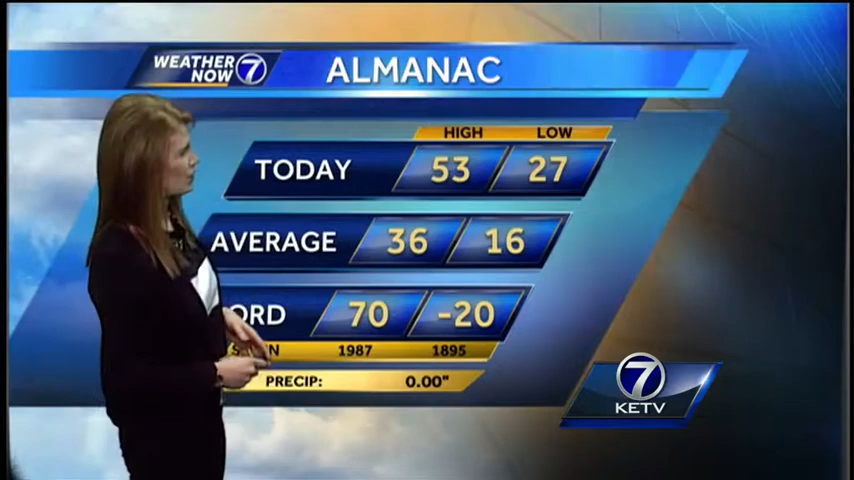 WEATHER
NOW 7
ALMANAC
HIGH LOW
TODAY 53 27
AVERAGE 36 16
ORD 70 -20
1987 1895
PRECIP: 0.00"
7
KETV